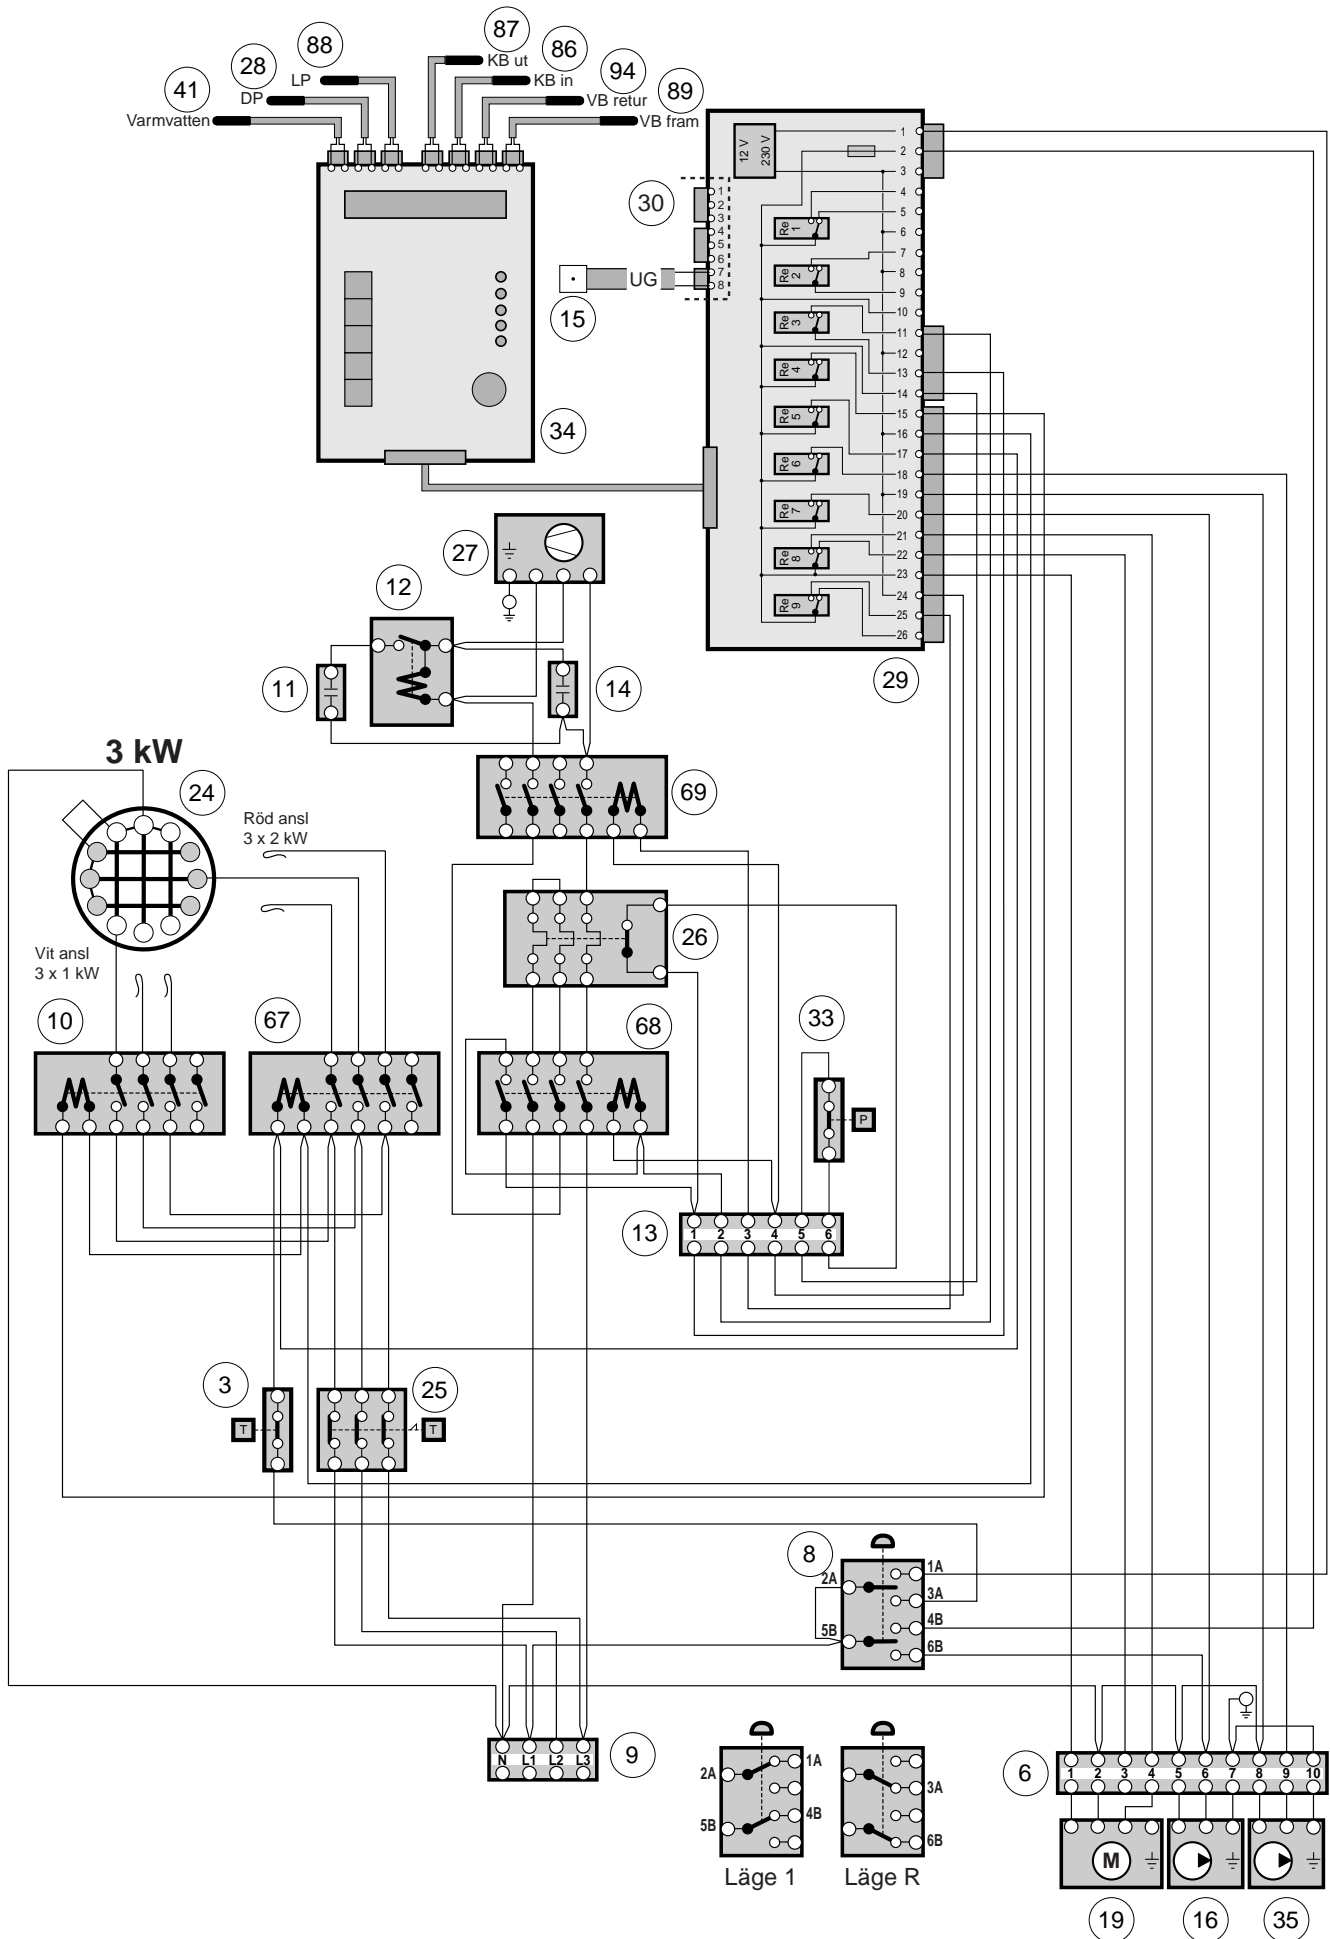 87
88
86
KB ut
28
LP
KB in
94
41
DP
VB retur
89
Varmvatten
VB fram
12 V
230 V
1
2
3
4
5
6
7
8
9
10
11
12
13
14
15
16
17
18
19
20
21
22
23
24
25
26
30
1
2
3
4
5
6
7
8
Re 1
Re 2
Re 3
Re 4
Re 5
Re 6
Re 7
Re 8
Re 9
UG
15
34
29
27
12
11
14
3 kW
24
69
Röd ansl
3 x 2 kW
26
Vit ansl
3 x 1 kW
10
67
68
33
P
13
1 2 3 4 5 6
3
25
T
T
8
1A
2A
3A
4B
5B
6B
N L1 L2 L3
9
2A
1A
5B
4B
3A
6B
Läge 1
Läge R
6
1 2 3 4 5 6 7 8 9 10
M
19
16
35